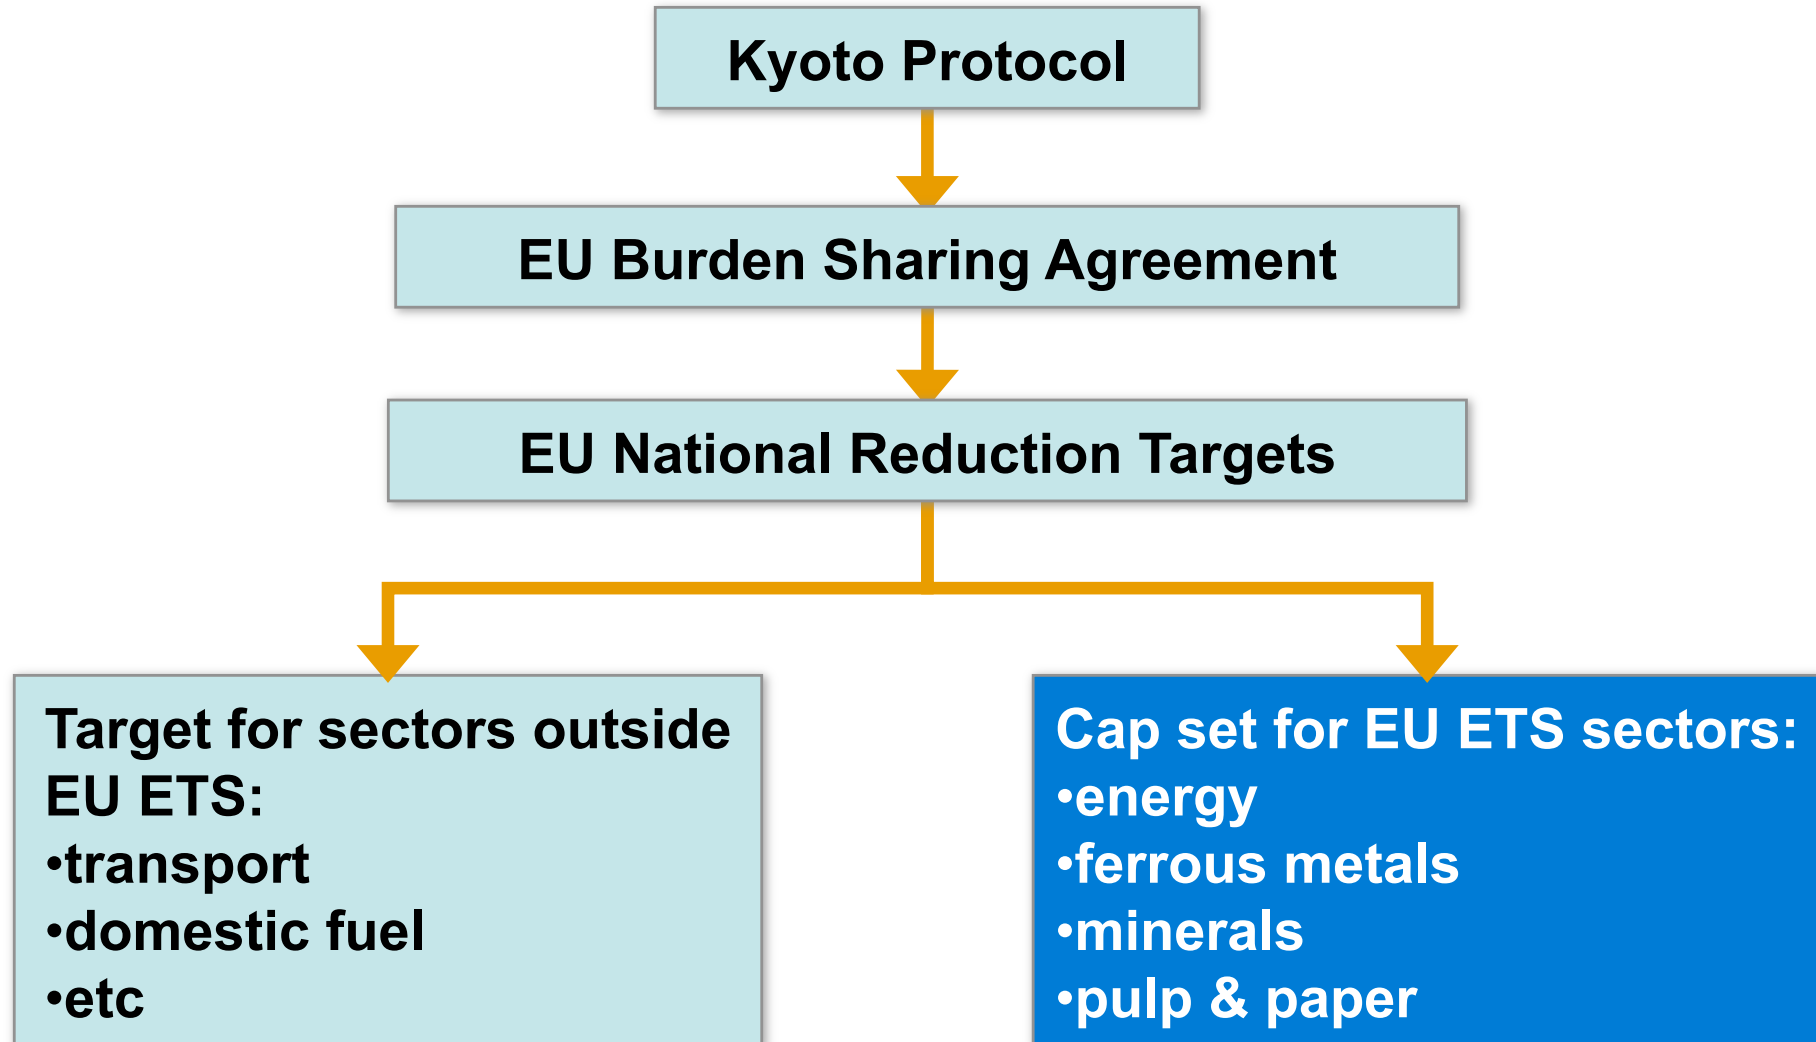 Kyoto Protocol
EU Burden Sharing Agreement
EU National Reduction Targets
Target for sectors outside
EU ETS:
•transport
•domestic fuel
•etc
Cap set for EU ETS sectors:
•energy
•ferrous metals
•minerals
•pulp & paper